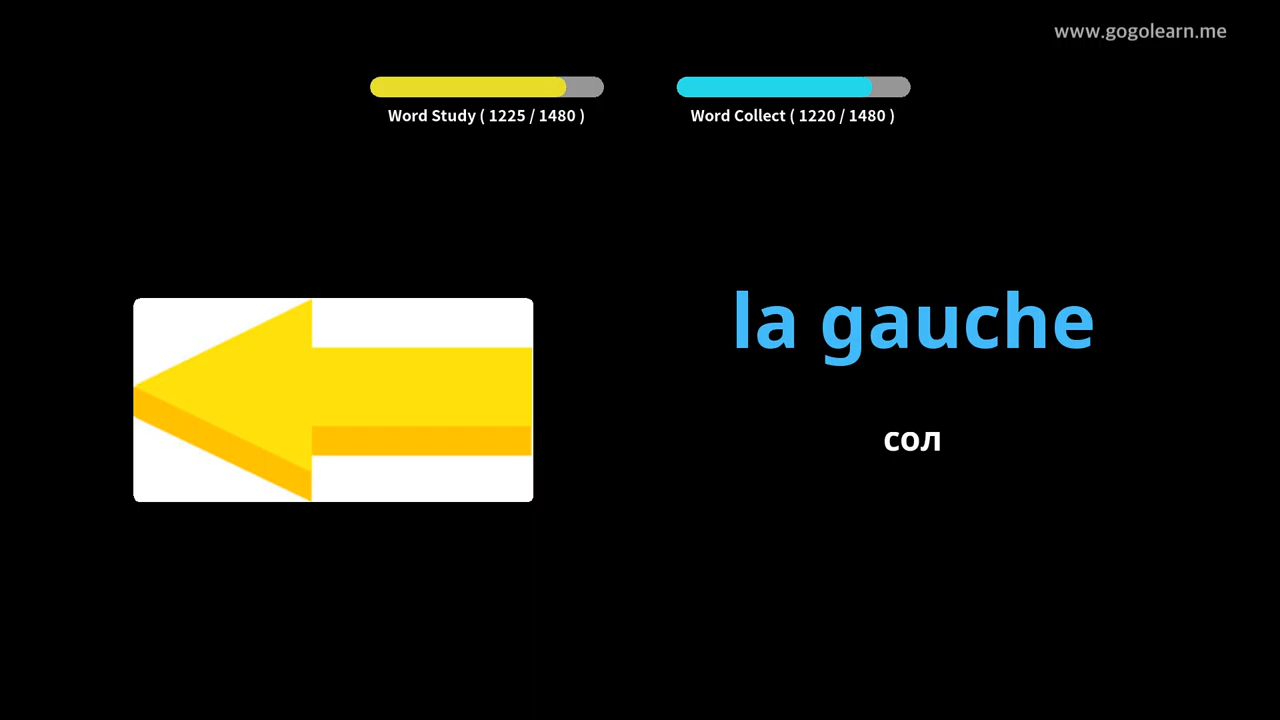 www.gogolearn.me
Word Study ( 1225 / 1480 )
Word Collect ( 1220 / 1480 )
la gauche
сол